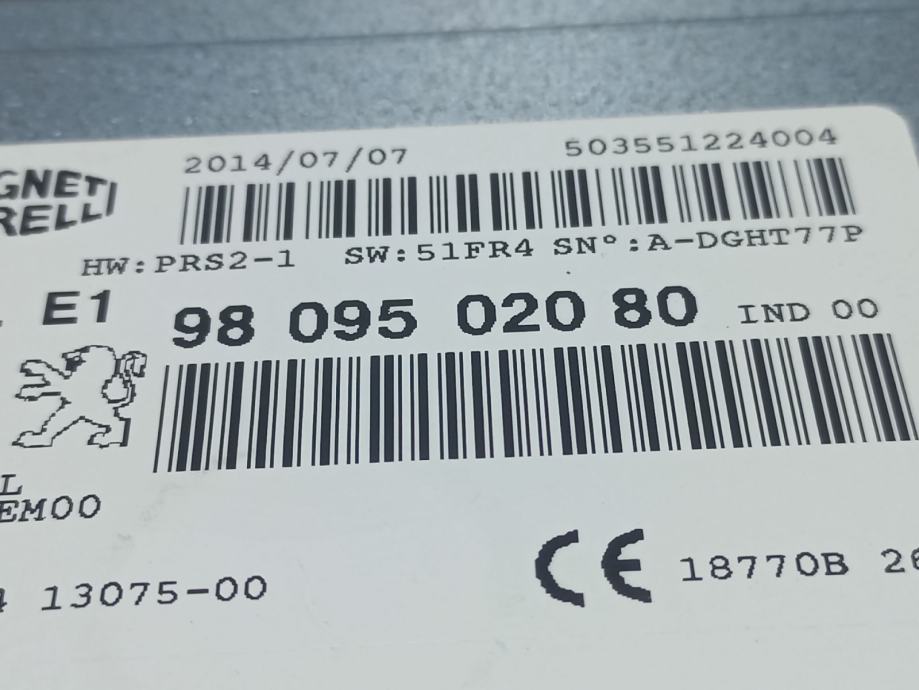 2014/07/07 503551224004
GNETI
RELLI
HW:PRS2-1 SW:51FR4 SN°:A-DGHT77P
E1 98 095 020 80 IND 00
L
EM00
13075-00 CE 18770B 26